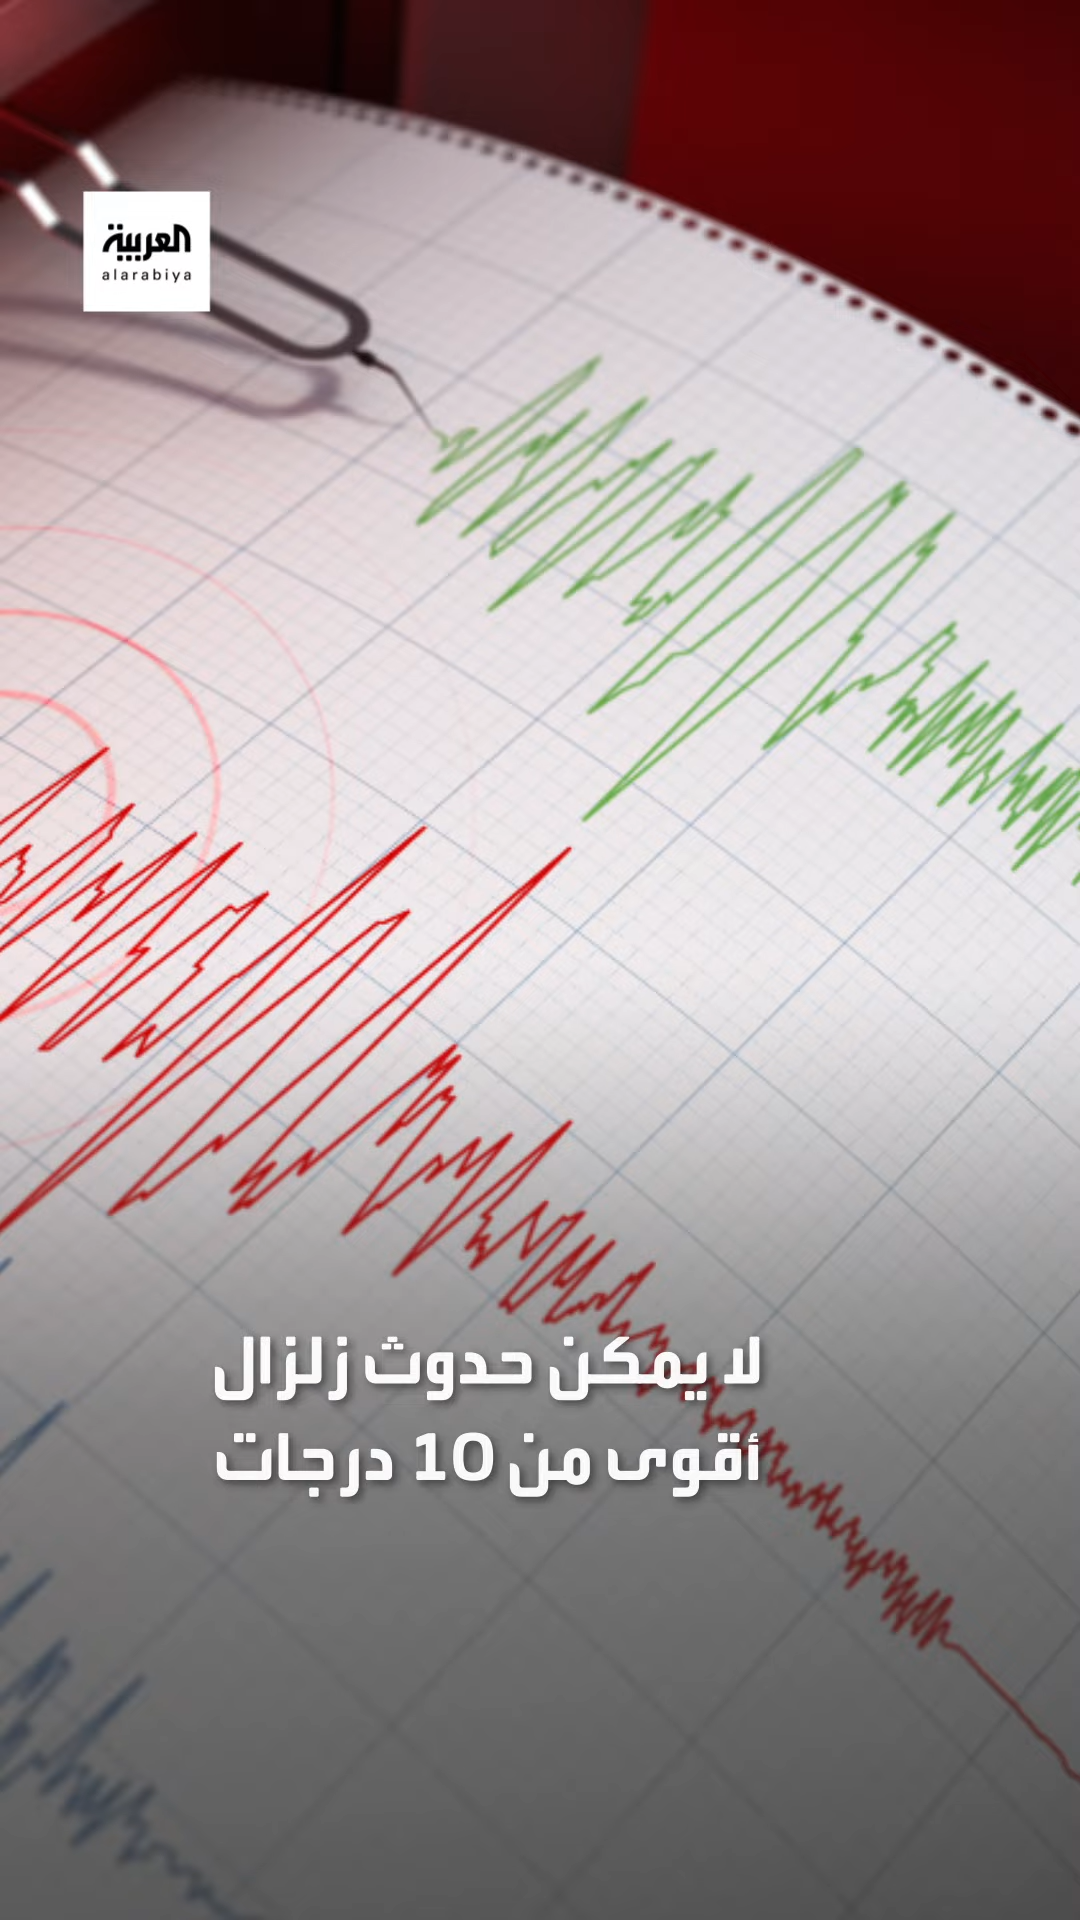 العربية
alarabiya
لا يمكن حدوث زلزال
أقوى من 10 درجات